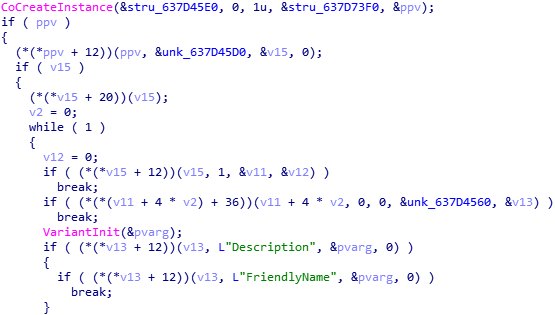 CoCreateInstance(&stru_637D45E0, 0, 1u, &stru_637D73F0, &ppv);
if ( ppv )
{
(*(*ppv + 12))(ppv, &unk_637D45D0, &v15, 0);
if ( v15 )
{
(*(*v15 + 20))(v15);
v2 = 0;
while ( 1 )
{
v12 = 0;
if ( (*(*v15 + 12))(v15, 1, &v11, &v12) )
break;
if ( (*(*(v11 + 4 * v2) + 36))(v11 + 4 * v2, 0, 0, &unk_637D4560, &v13) )
break;
VariantInit(&pvarg);
if ( (*(*v13 + 12))(v13, L"Description", &pvarg, 0) )
{
if ( (*(*v13 + 12))(v13, L"FriendlyName", &pvarg, 0) )
break;
}